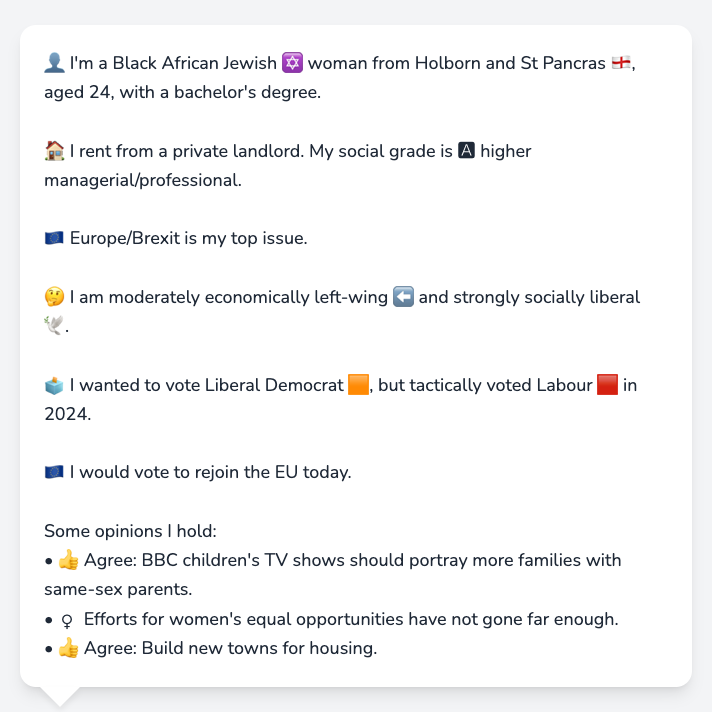 👤 I'm a Black African Jewish ✡️ woman from Holborn and St Pancras 🏴󠁧󠁢󠁥󠁮󠁧󠁿,
aged 24, with a bachelor's degree.
🏠 I rent from a private landlord. My social grade is 🅰 higher
managerial/professional.
🇪🇺 Europe/Brexit is my top issue.
🤔 I am moderately economically left-wing ⬅️ and strongly socially liberal
🕊️.
🗳️ I wanted to vote Liberal Democrat 🟧, but tactically voted Labour 🟥 in
2024.
🇪🇺 I would vote to rejoin the EU today.
Some opinions I hold:
• 👍 Agree: BBC children's TV shows should portray more families with
same-sex parents.
• ♀ Efforts for women's equal opportunities have not gone far enough.
• 👍 Agree: Build new towns for housing.